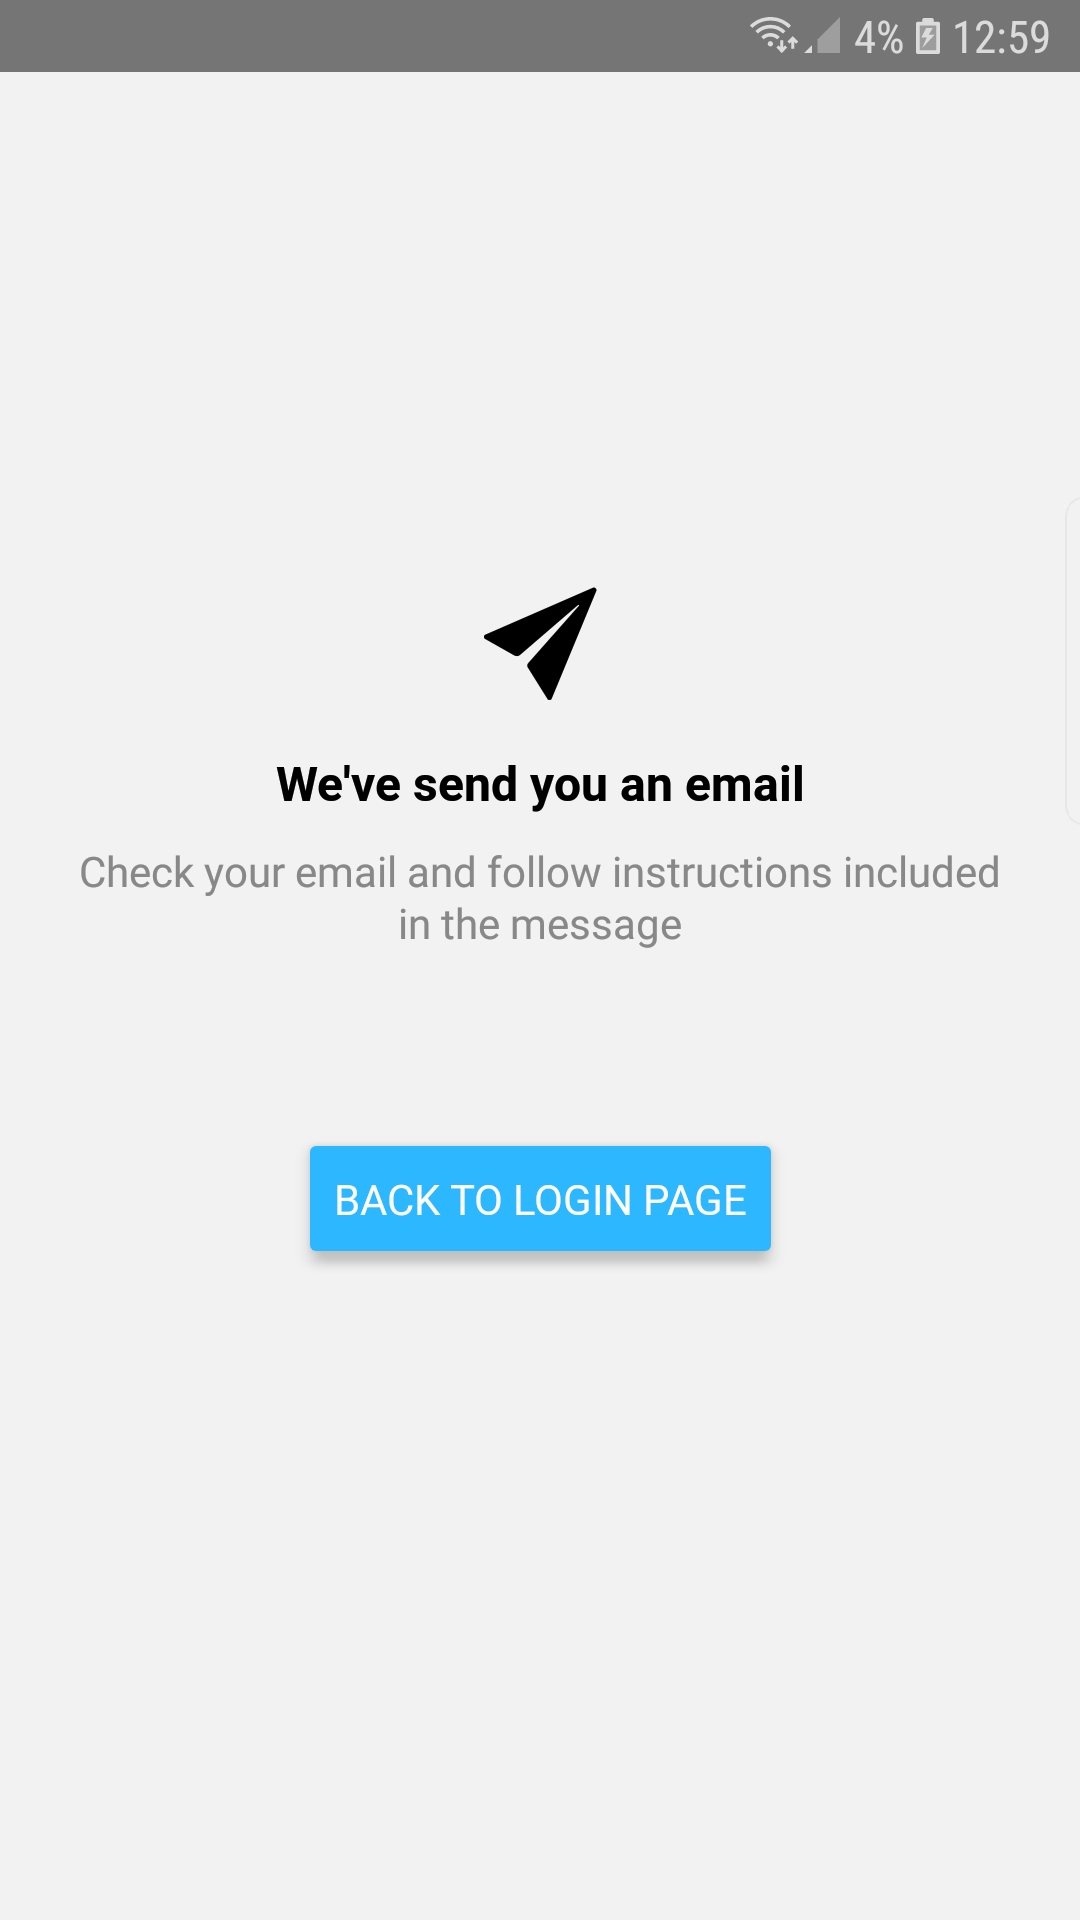 4% 12:59
We've send you an email
Check your email and follow instructions included
in the message
BACK TO LOGIN PAGE